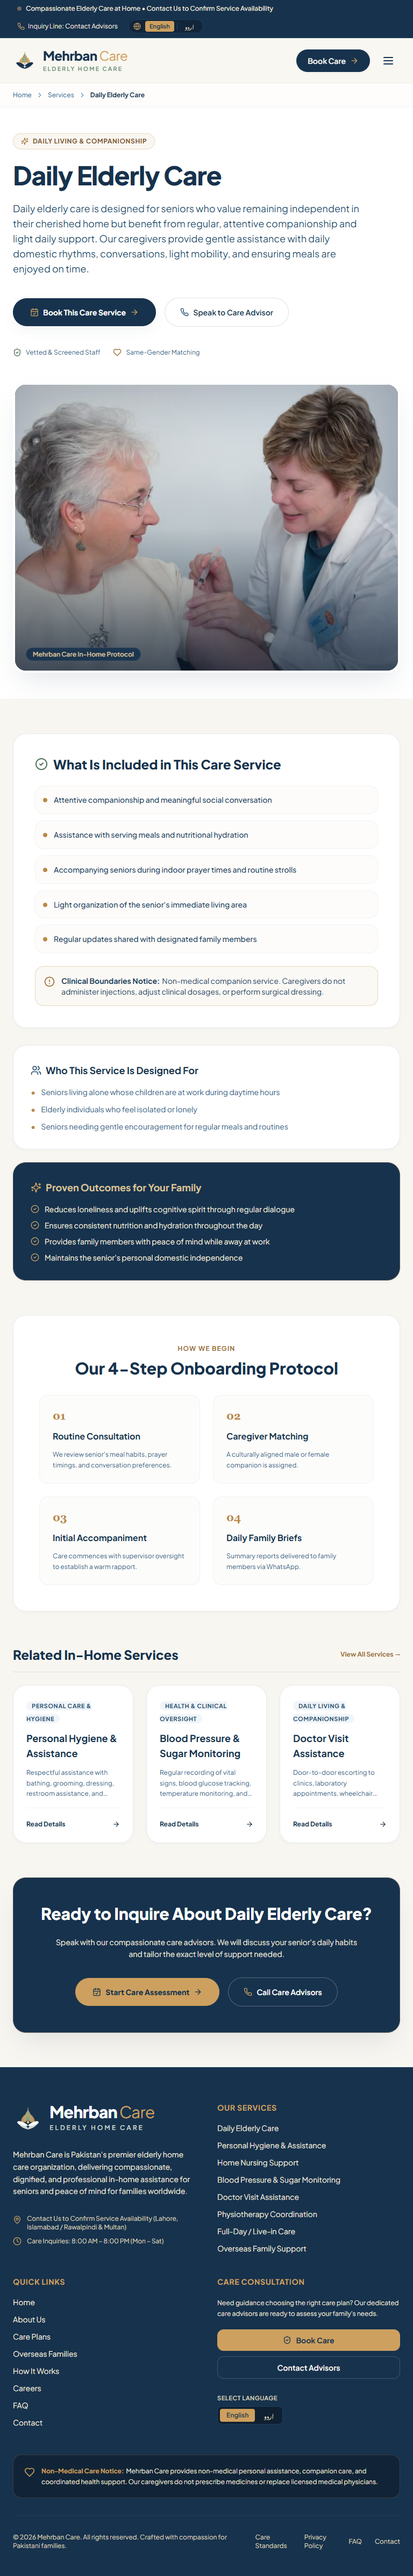 Compassionate Elderly Care at Home • Contact Us to Confirm Service Availability
Inquiry Line: Contact Advisors
English
اردو
Mehrban Care
ELDERLY HOME CARE
Book Care →
Home > Services > Daily Elderly Care
DAILY LIVING & COMPANIONSHIP
Daily Elderly Care
Daily elderly care is designed for seniors who value remaining independent in
their cherished home but benefit from regular, attentive companionship and
light daily support. Our caregivers provide gentle assistance with daily
domestic rhythms, conversations, light mobility, and ensuring meals are
enjoyed on time.
Book This Care Service →
Speak to Care Advisor
Vetted & Screened Staff
Same-Gender Matching
Mehrban Care In-Home Protocol
What Is Included in This Care Service
Attentive companionship and meaningful social conversation
Assistance with serving meals and nutritional hydration
Accompanying seniors during indoor prayer times and routine strolls
Light organization of the senior's immediate living area
Regular updates shared with designated family members
Clinical Boundaries Notice: Non-medical companion service. Caregivers do not
administer injections, adjust clinical dosages, or perform surgical dressing.
Who This Service Is Designed For
Seniors living alone whose children are at work during daytime hours
Elderly individuals who feel isolated or lonely
Seniors needing gentle encouragement for regular meals and routines
Proven Outcomes for Your Family
Reduces loneliness and uplifts cognitive spirit through regular dialogue
Ensures consistent nutrition and hydration throughout the day
Provides family members with peace of mind while away at work
Maintains the senior's personal domestic independence
HOW WE BEGIN
Our 4-Step Onboarding Protocol
01
Routine Consultation
We review senior's meal habits, prayer
timings, and conversation preferences.
02
Caregiver Matching
A culturally aligned male or female
companion is assigned.
03
Initial Accompaniment
Care commences with supervisor oversight
to establish a warm rapport.
04
Daily Family Briefs
Summary reports delivered to family
members via WhatsApp.
Related In-Home Services
View All Services →
PERSONAL CARE &
HYGIENE
Personal Hygiene &
Assistance
Respectful assistance with
bathing, grooming, dressing,
restroom assistance, and...
Read Details →
HEALTH & CLINICAL
OVERSIGHT
Blood Pressure &
Sugar Monitoring
Regular recording of vital
signs, blood glucose tracking,
temperature monitoring, and...
Read Details →
DAILY LIVING &
COMPANIONSHIP
Doctor Visit
Assistance
Door-to-door escorting to
clinics, laboratory
appointments, wheelchair...
Read Details →
Ready to Inquire About Daily Elderly Care?
Speak with our compassionate care advisors. We will discuss your senior's daily habits
and tailor the exact level of support needed.
Start Care Assessment →
Call Care Advisors
Mehrban Care
ELDERLY HOME CARE
Mehrban Care is Pakistan's premier elderly home
care organization, delivering compassionate,
dignified, and professional in-home assistance for
seniors and peace of mind for families worldwide.
Contact Us to Confirm Service Availability (Lahore,
Islamabad / Rawalpindi & Multan)
Care Inquiries: 8:00 AM – 8:00 PM (Mon – Sat)
OUR SERVICES
Daily Elderly Care
Personal Hygiene & Assistance
Home Nursing Support
Blood Pressure & Sugar Monitoring
Doctor Visit Assistance
Physiotherapy Coordination
Full-Day / Live-In Care
Overseas Family Support
QUICK LINKS
Home
About Us
Care Plans
Overseas Families
How It Works
Careers
FAQ
Contact
CARE CONSULTATION
Need guidance choosing the right care plan? Our dedicated
care advisors are ready to assess your family's needs.
Book Care
Contact Advisors
SELECT LANGUAGE
English
اردو
Non-Medical Care Notice: Mehrban Care provides non-medical personal assistance, companion care, and
coordinated health support. Our caregivers do not prescribe medicines or replace licensed medical physicians.
© 2026 Mehrban Care. All rights reserved. Crafted with compassion for
Pakistani families.
Care
Standards
Privacy
Policy
FAQ
Contact